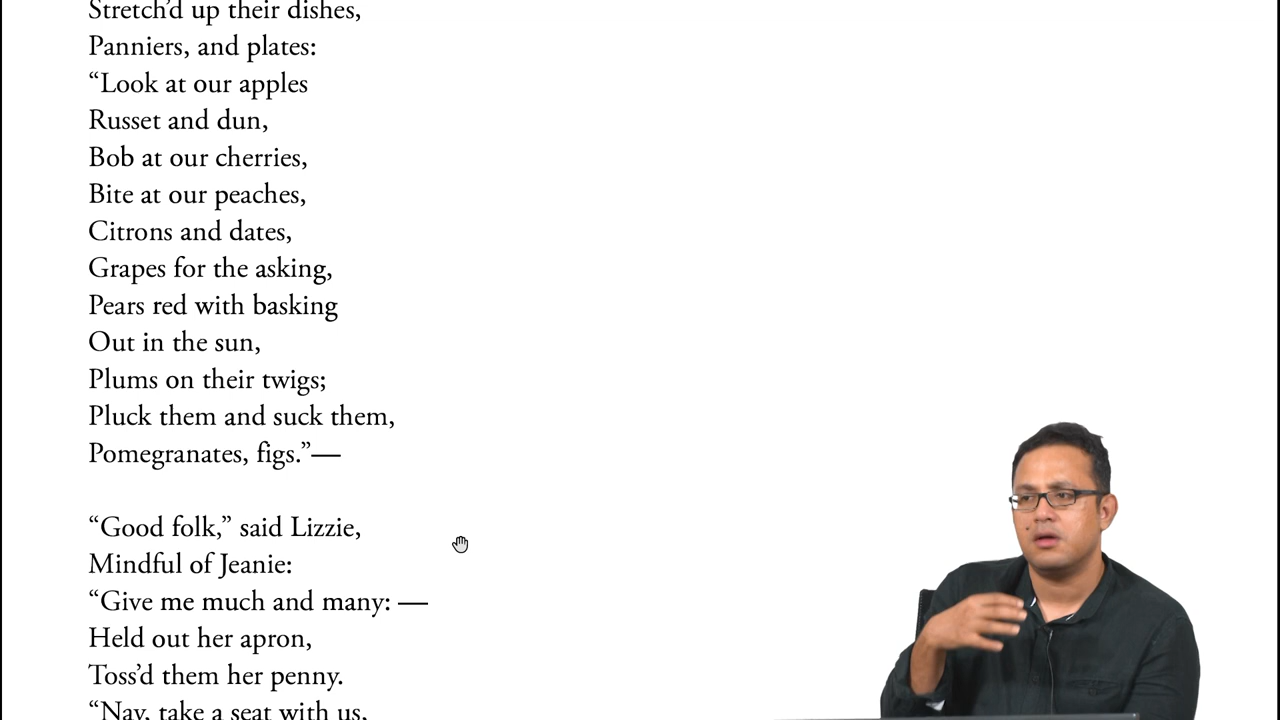 Stretch’d up their dishes,
Panniers, and plates:
“Look at our apples
Russet and dun,
Bob at our cherries,
Bite at our peaches,
Citrons and dates,
Grapes for the asking,
Pears red with basking
Out in the sun,
Plums on their twigs;
Pluck them and suck them,
Pomegranates, figs.”—
“Good folk,” said Lizzie,
Mindful of Jeanie:
“Give me much and many: —
Held out her apron,
Toss’d them her penny.
“Nay, take a seat with us,